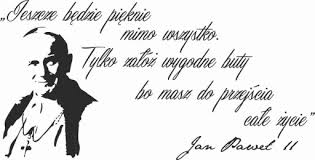 „Jeszcze będzie pięknie
mimo wszystko.
Tylko załóż wygodne buty
bo masz do przejścia
całe życie”
Jan Paweł II